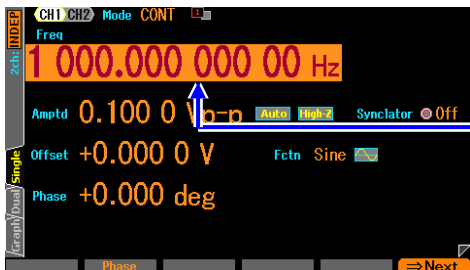 CH1 CH2 Mode CONT 1
2ch: INDEP
Freq
1 000.000 000 00 Hz
Amptd 0.100 0 Vp-p Auto High-Z Synclator Off
Offset +0.000 0 V Fctn Sine
Phase +0.000 deg
Graph Dual Single
Phase ⇒Next